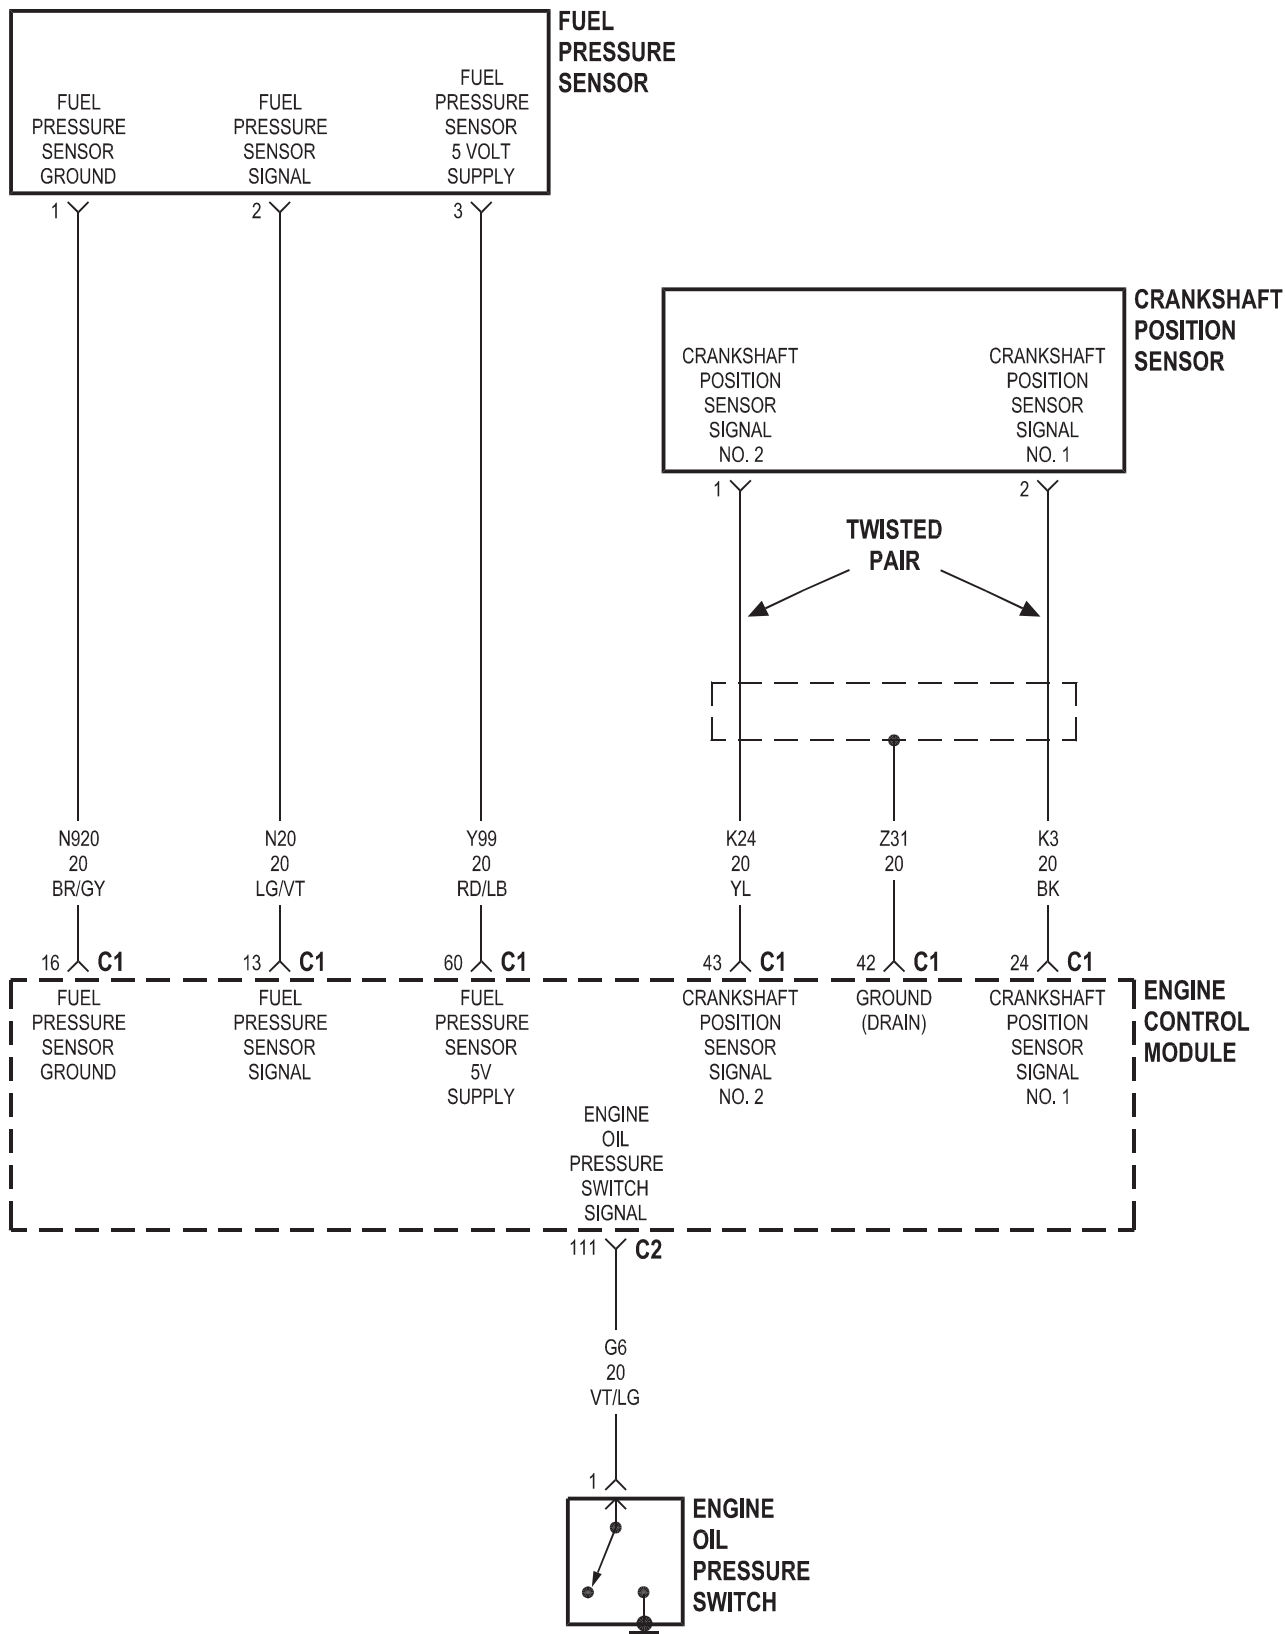 FUEL
PRESSURE
SENSOR
FUEL
PRESSURE
SENSOR
GROUND
FUEL
PRESSURE
SENSOR
SIGNAL
FUEL
PRESSURE
SENSOR
5 VOLT
SUPPLY
1
2
3
CRANKSHAFT
POSITION
SENSOR
CRANKSHAFT
POSITION
SENSOR
SIGNAL
NO. 2
CRANKSHAFT
POSITION
SENSOR
SIGNAL
NO. 1
1
2
TWISTED
PAIR
N920
20
BR/GY
N20
20
LG/VT
Y99
20
RD/LB
K24
20
YL
Z31
20
K3
20
BK
16 C1
13 C1
60 C1
43 C1
42 C1
24 C1
ENGINE
CONTROL
MODULE
FUEL
PRESSURE
SENSOR
GROUND
FUEL
PRESSURE
SENSOR
SIGNAL
FUEL
PRESSURE
SENSOR
5V
SUPPLY
CRANKSHAFT
POSITION
SENSOR
SIGNAL
NO. 2
GROUND
(DRAIN)
CRANKSHAFT
POSITION
SENSOR
SIGNAL
NO. 1
ENGINE
OIL
PRESSURE
SWITCH
SIGNAL
111 C2
G6
20
VT/LG
1
ENGINE
OIL
PRESSURE
SWITCH